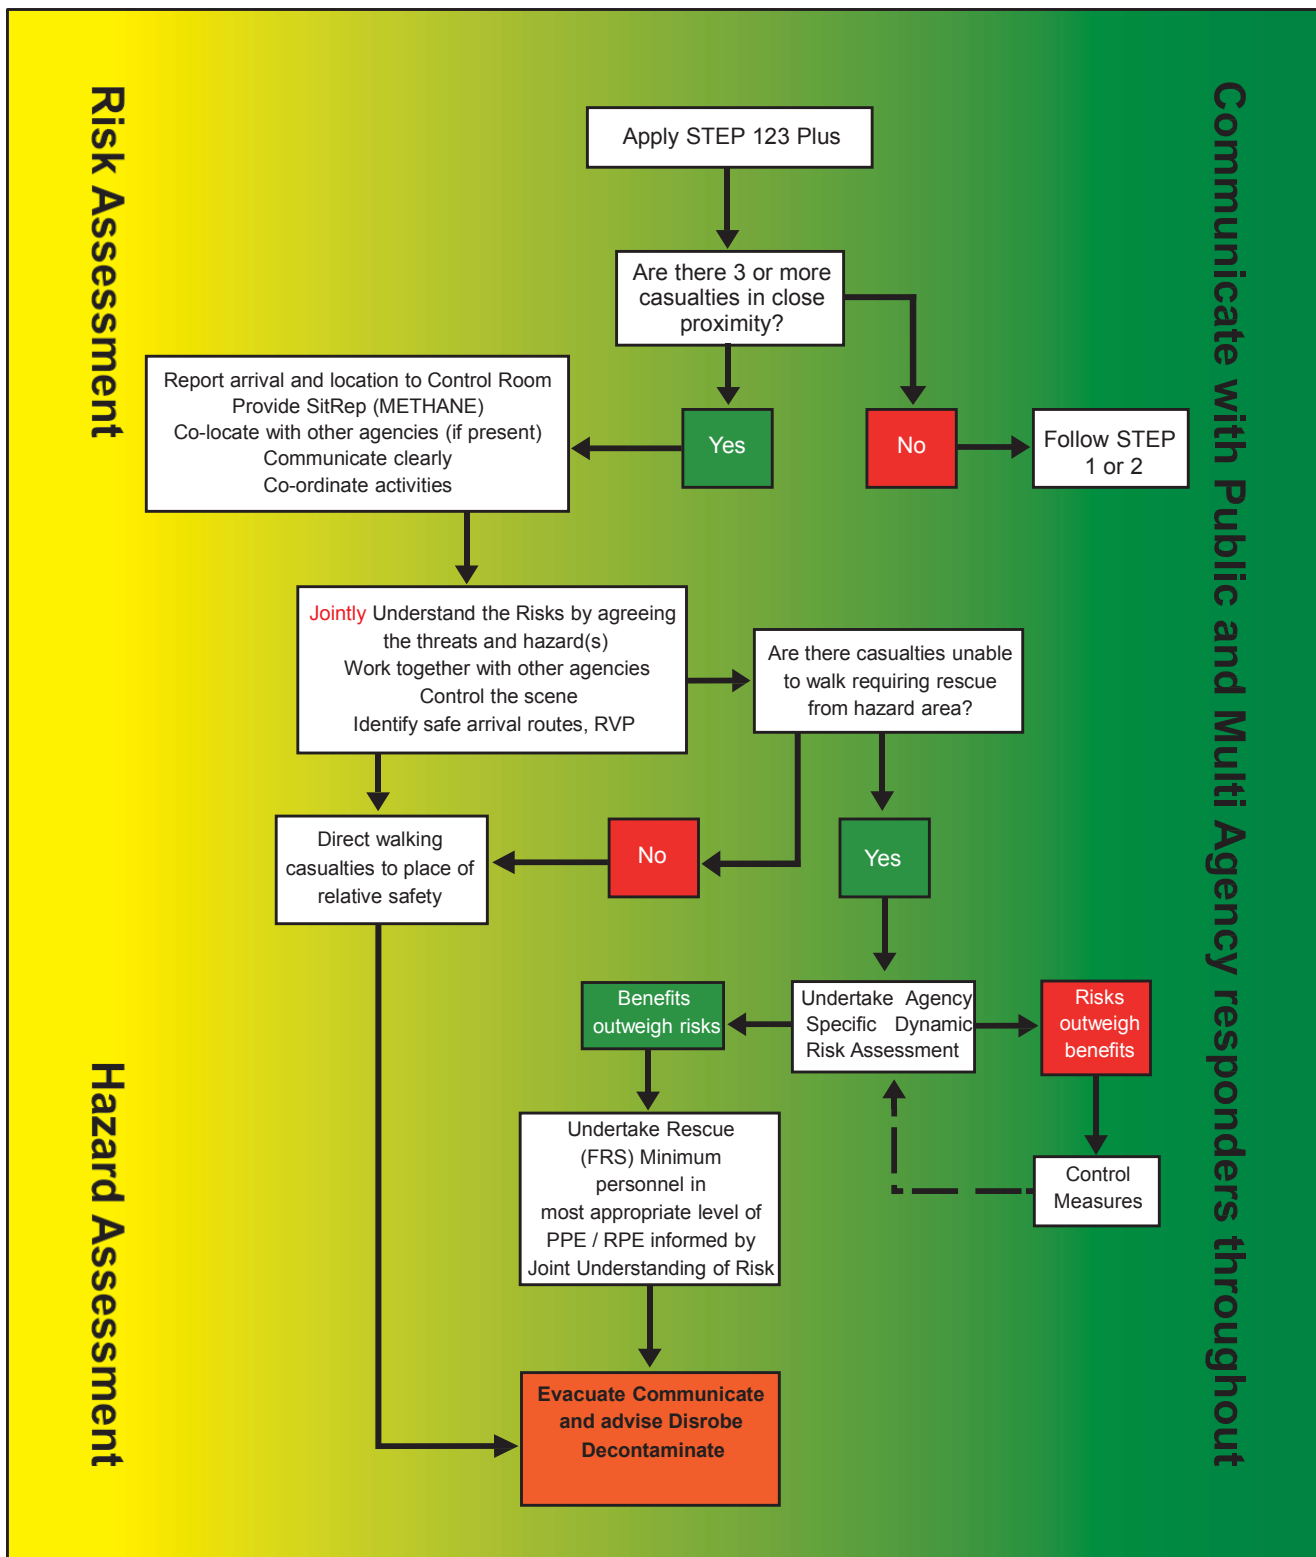 Risk Assessment
Hazard Assessment
Communicate with Public and Multi Agency responders throughout
Apply STEP 123 Plus
Are there 3 or more
casualties in close
proximity?
Yes
No
Follow STEP
1 or 2
Report arrival and location to Control Room
Provide SitRep (METHANE)
Co-locate with other agencies (if present)
Communicate clearly
Co-ordinate activities
Jointly Understand the Risks by agreeing
the threats and hazard(s)
Work together with other agencies
Control the scene
Identify safe arrival routes, RVP
Are there casualties unable
to walk requiring rescue
from hazard area?
Direct walking
casualties to place of
relative safety
No
Yes
Benefits
outweigh risks
Undertake Agency
Specific Dynamic
Risk Assessment
Risks
outweigh
benefits
Undertake Rescue
(FRS) Minimum
personnel in
most appropriate level of
PPE / RPE informed by
Joint Understanding of Risk
Control
Measures
Evacuate Communicate
and advise Disrobe
Decontaminate